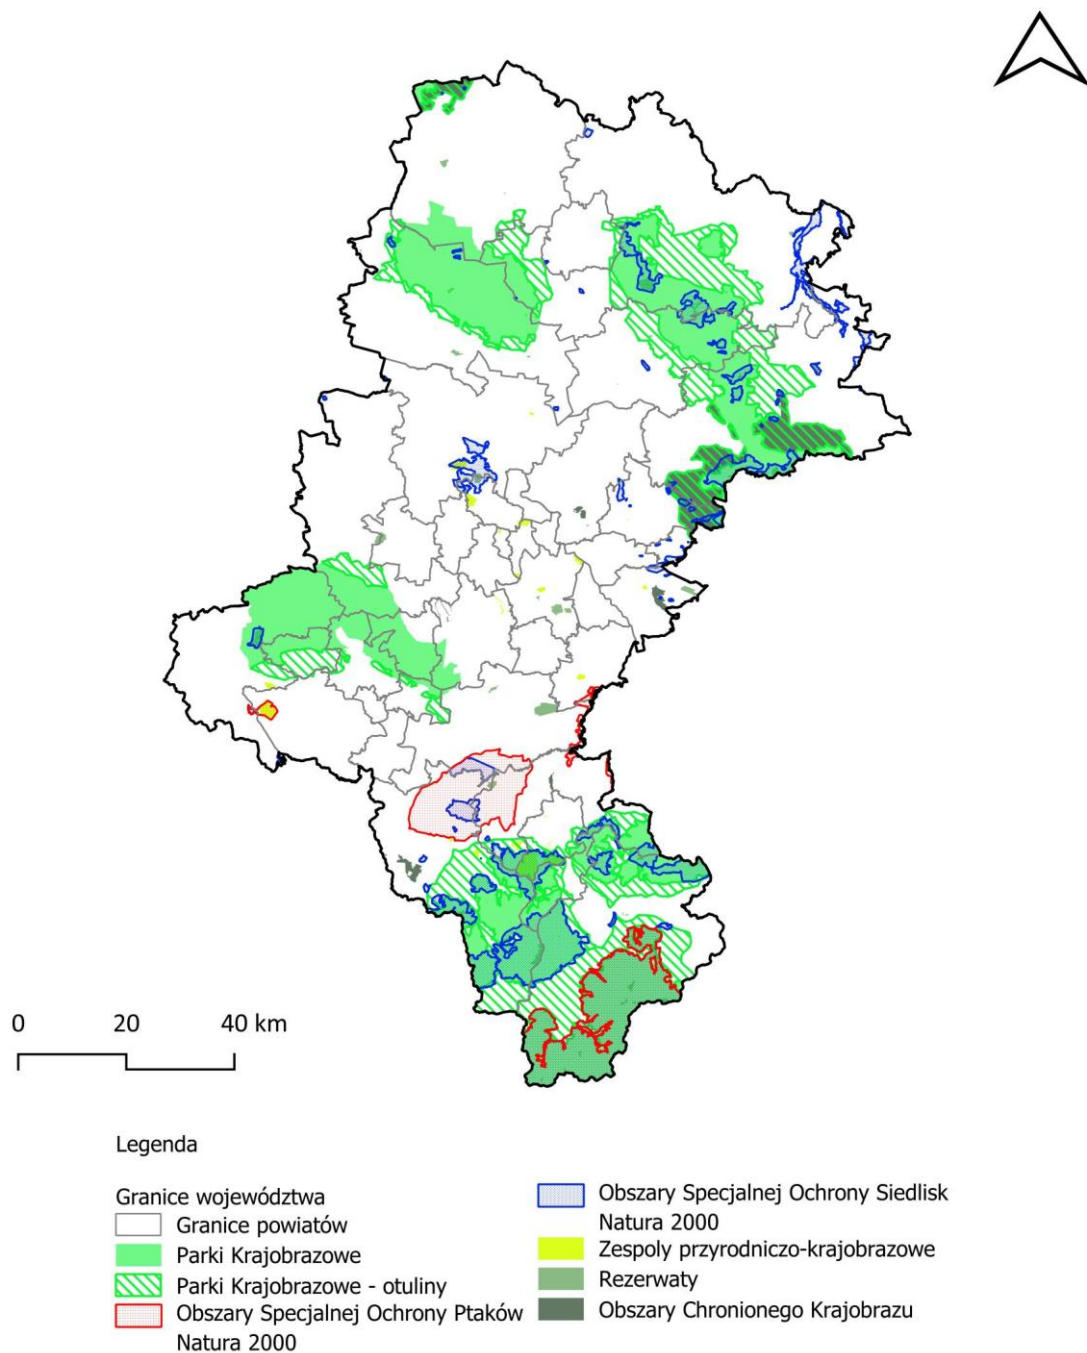 0 20 40 km
Legenda
Granice województwa
Granice powiatów
Parki Krajobrazowe
Parki Krajobrazowe - otuliny
Obszary Specjalnej Ochrony Ptaków
Natura 2000
Obszary Specjalnej Ochrony Siedlisk
Natura 2000
Zespoly przyrodniczo-krajobrazowe
Rezerwaty
Obszary Chronionego Krajobrazu